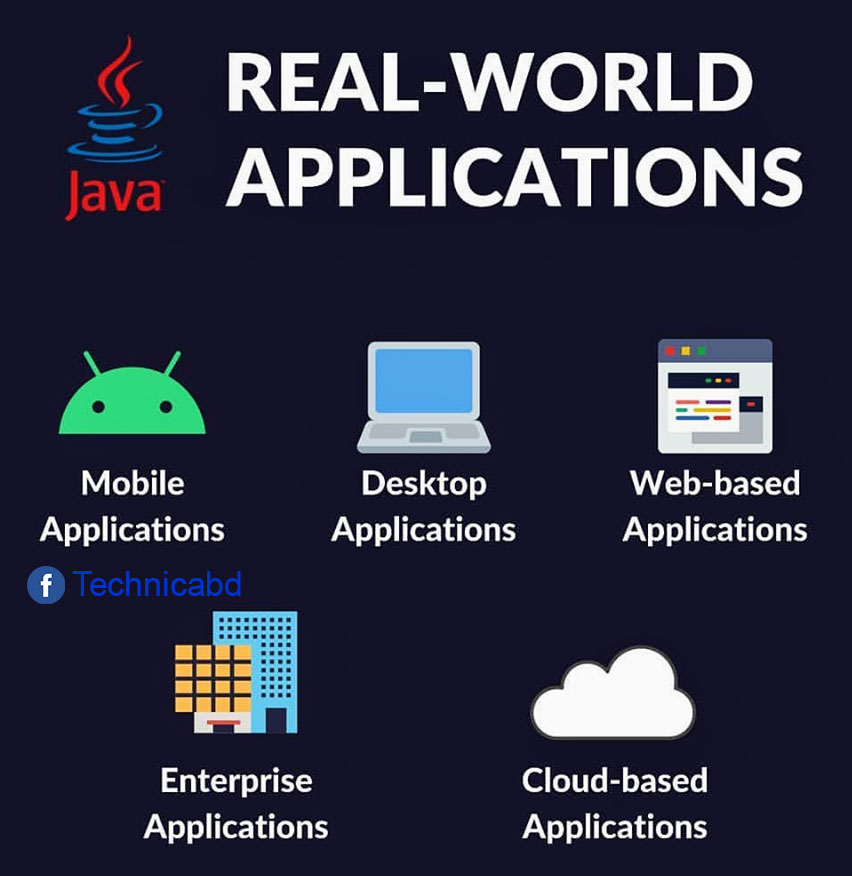 Java
REAL-WORLD
APPLICATIONS
Mobile
Applications
Desktop
Applications
Web-based
Applications
f Technicabd
Enterprise
Applications
Cloud-based
Applications